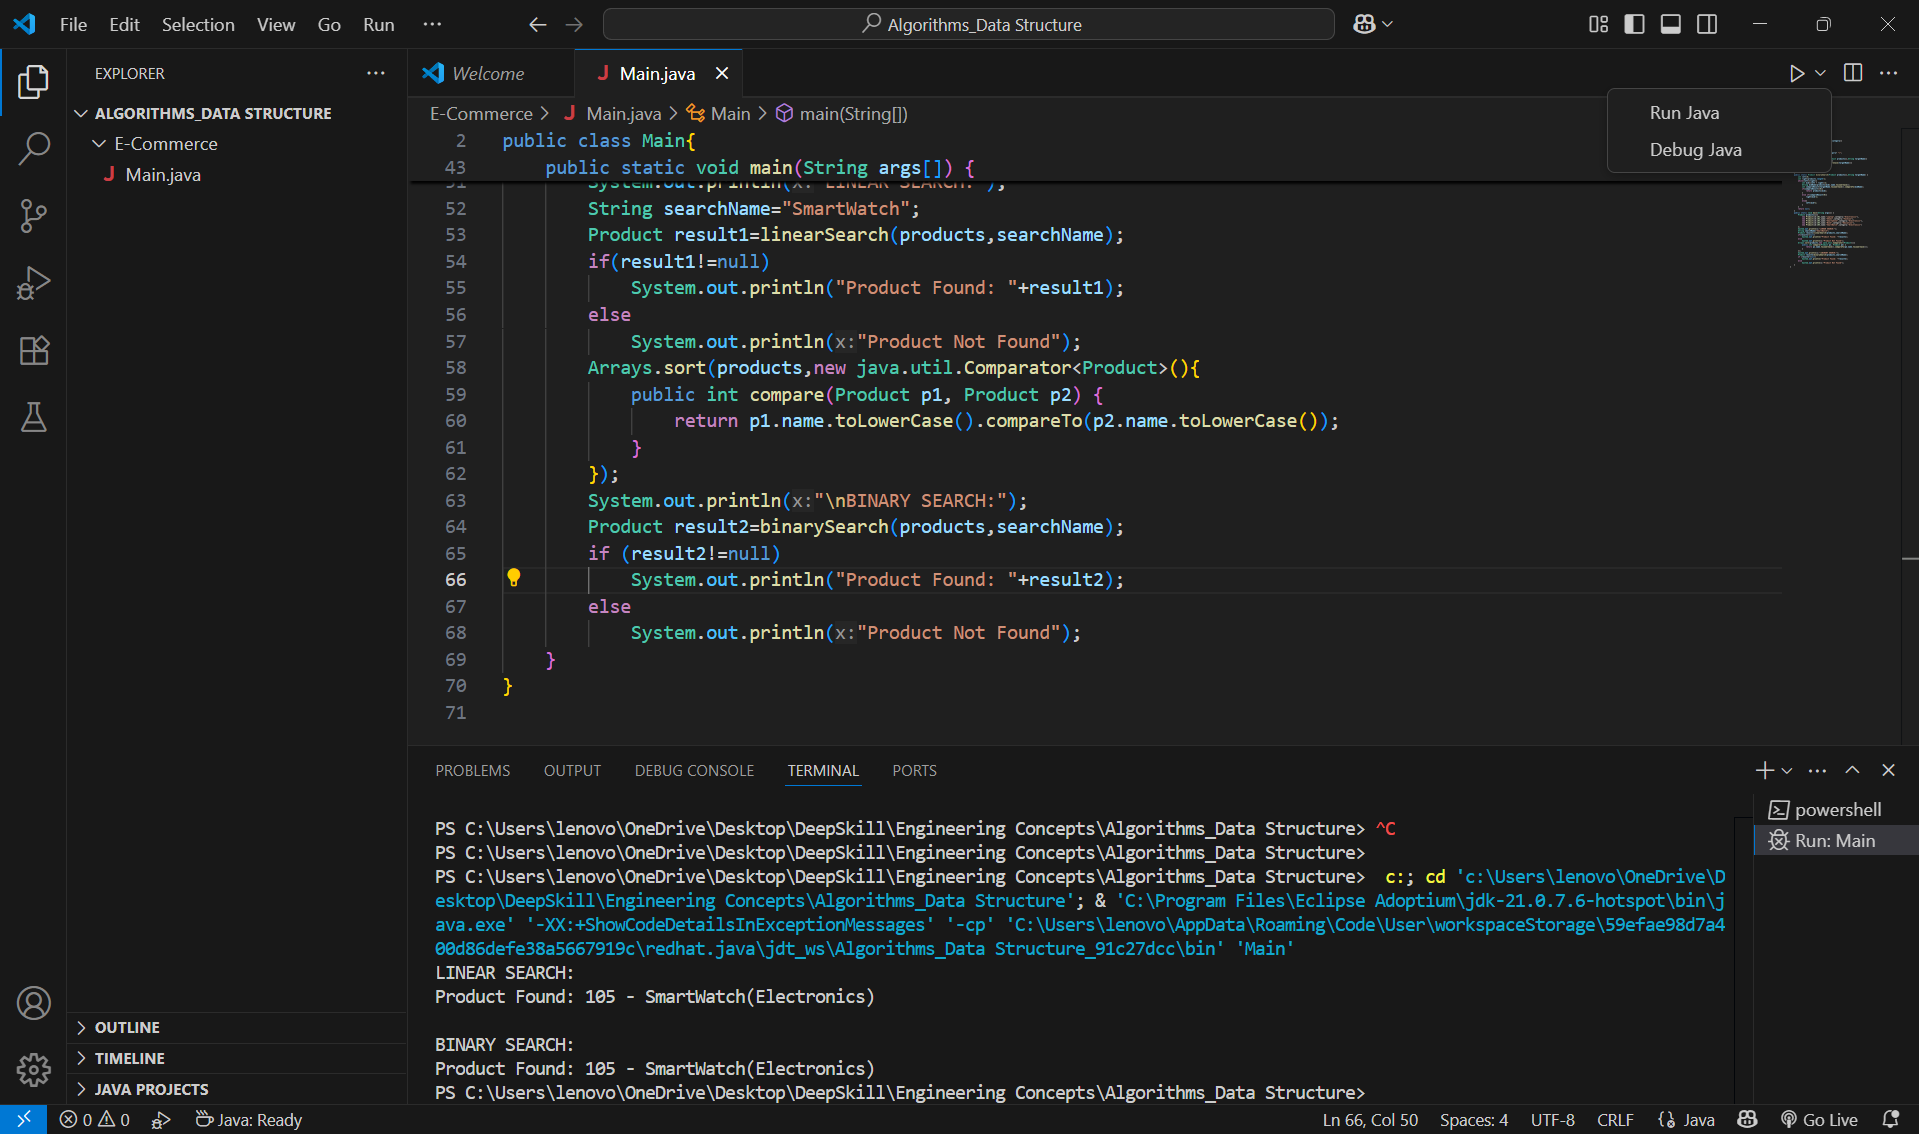 File Edit Selection View Go Run ···
Algorithms_Data Structure
EXPLORER ···
ALGORITHMS_DATA STRUCTURE
E-Commerce
J Main.java
OUTLINE
TIMELINE
JAVA PROJECTS
Welcome
J Main.java
Run Java
Debug Java
E-Commerce > J Main.java > Main > main(String[])
2 public class Main{
43 public static void main(String args[]) {
51 System.out.println(x:"LINEAR SEARCH:");
52 String searchName="SmartWatch";
53 Product result1=linearSearch(products,searchName);
54 if(result1!=null)
55 System.out.println("Product Found: "+result1);
56 else
57 System.out.println(x:"Product Not Found");
58 Arrays.sort(products,new java.util.Comparator<Product>(){
59 public int compare(Product p1, Product p2) {
60 return p1.name.toLowerCase().compareTo(p2.name.toLowerCase());
61 }
62 });
63 System.out.println(x:"\nBINARY SEARCH:");
64 Product result2=binarySearch(products,searchName);
65 if (result2!=null)
66 System.out.println("Product Found: "+result2);
67 else
68 System.out.println(x:"Product Not Found");
69 }
70 }
71
PROBLEMS OUTPUT DEBUG CONSOLE TERMINAL PORTS
PS C:\Users\lenovo\OneDrive\Desktop\DeepSkill\Engineering Concepts\Algorithms_Data Structure> ^C
PS C:\Users\lenovo\OneDrive\Desktop\DeepSkill\Engineering Concepts\Algorithms_Data Structure>
PS C:\Users\lenovo\OneDrive\Desktop\DeepSkill\Engineering Concepts\Algorithms_Data Structure> c:; cd 'c:\Users\lenovo\OneDrive\D
esktop\DeepSkill\Engineering Concepts\Algorithms_Data Structure'; & 'C:\Program Files\Eclipse Adoptium\jdk-21.0.7.6-hotspot\bin\j
ava.exe' '-XX:+ShowCodeDetailsInExceptionMessages' '-cp' 'C:\Users\lenovo\AppData\Roaming\Code\User\workspaceStorage\59efae98d7a4
00d86defe38a5667919c\redhat.java\jdt_ws\Algorithms_Data Structure_91c27dcc\bin' 'Main'
LINEAR SEARCH:
Product Found: 105 - SmartWatch(Electronics)
BINARY SEARCH:
Product Found: 105 - SmartWatch(Electronics)
PS C:\Users\lenovo\OneDrive\Desktop\DeepSkill\Engineering Concepts\Algorithms_Data Structure>
powershell
Run: Main
0 0 Java: Ready
Ln 66, Col 50 Spaces: 4 UTF-8 CRLF Java Go Live